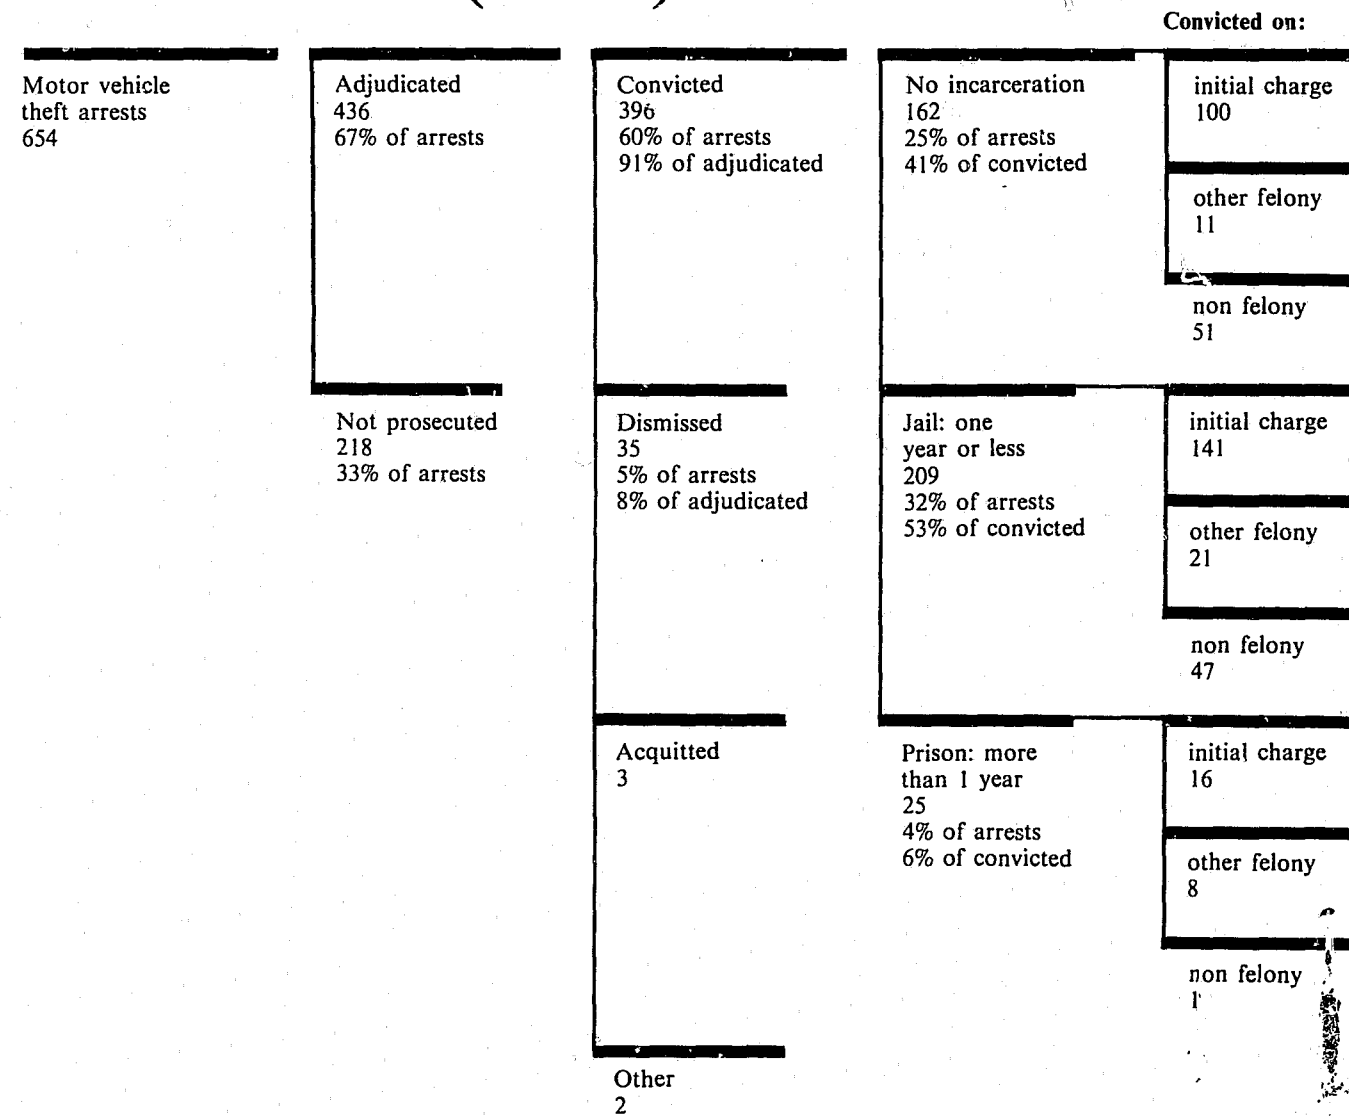 Convicted on:
Motor vehicle
theft arrests
654
Adjudicated
436
67% of arrests
Not prosecuted
218
33% of arrests
Convicted
396
60% of arrests
91% of adjudicated
Dismissed
35
5% of arrests
8% of adjudicated
Acquitted
3
Other
2
No incarceration
162
25% of arrests
41% of convicted
Jail: one
year or less
209
32% of arrests
53% of convicted
Prison: more
than 1 year
25
4% of arrests
6% of convicted
initial charge
100
other felony
11
non felony
51
initial charge
141
other felony
21
non felony
47
initial charge
16
other felony
8
non felony
1